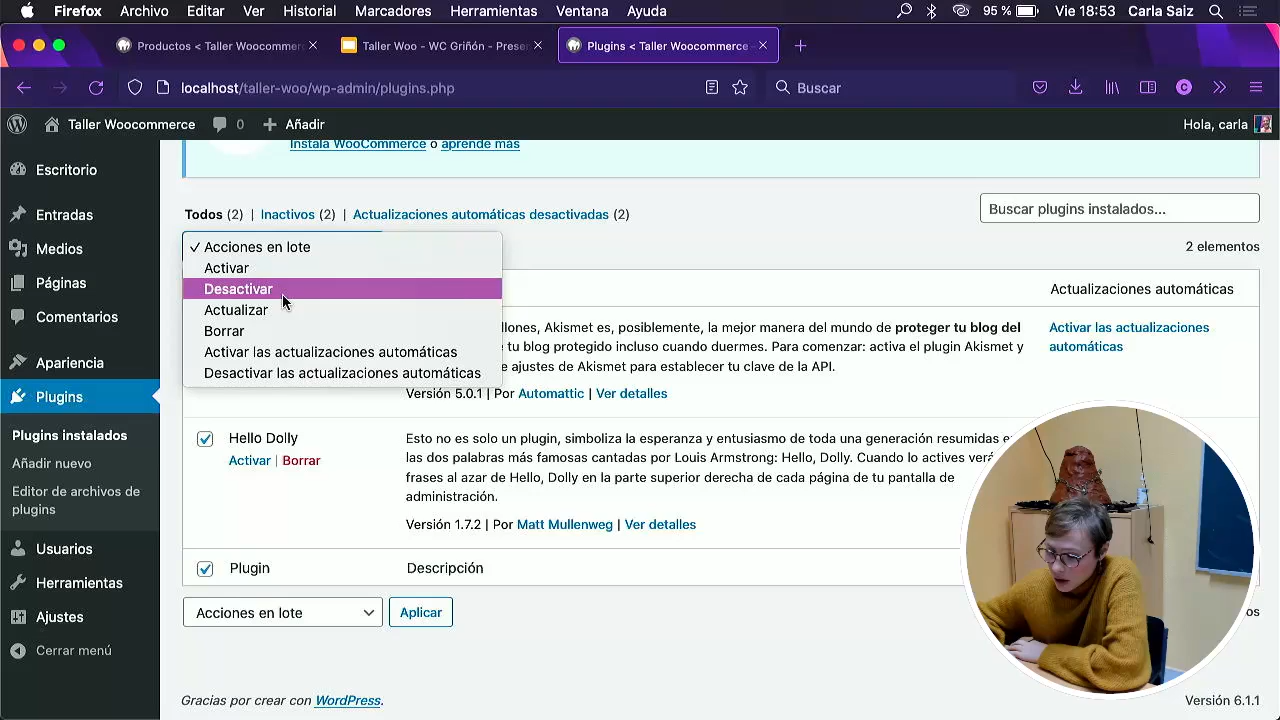 Firefox Archivo Editar Ver Historial Marcadores Herramientas Ventana Ayuda 95 % Vie 18:53 Carla Saiz
Productos < Taller Woocommerc Taller Woo - WC Griñón - Prese Plugins < Taller Woocommerce
localhost/taller-woo/wp-admin/plugins.php Buscar
Taller Woocommerce 0 Añadir Hola, carla
Instala WooCommerce o aprende más
Escritorio
Entradas
Medios
Páginas
Comentarios
Apariencia
Plugins
Plugins instalados
Añadir nuevo
Editor de archivos de
plugins
Usuarios
Herramientas
Ajustes
Cerrar menú
Todos (2) | Inactivos (2) | Actualizaciones automáticas desactivadas (2)
Buscar plugins instalados...
2 elementos
✓ Acciones en lote
Activar
Desactivar
Actualizar
Borrar
Activar las actualizaciones automáticas
Desactivar las actualizaciones automáticas
Actualizaciones automáticas
llones, Akismet es, posiblemente, la mejor manera del mundo de proteger tu blog del
e tu blog protegido incluso cuando duermes. Para comenzar: activa el plugin Akismet y
ajustes de Akismet para establecer tu clave de la API.
Versión 5.0.1 | Por Automattic | Ver detalles
Activar las actualizaciones
automáticas
Hello Dolly
Activar | Borrar
Esto no es solo un plugin, simboliza la esperanza y entusiasmo de toda una generación resumidas e
las dos palabras más famosas cantadas por Louis Armstrong: Hello, Dolly. Cuando lo actives verá
frases al azar de Hello, Dolly en la parte superior derecha de cada página de tu pantalla de
administración.
Versión 1.7.2 | Por Matt Mullenweg | Ver detalles
Plugin Descripción
Acciones en lote Aplicar
os
Gracias por crear con WordPress.
Versión 6.1.1